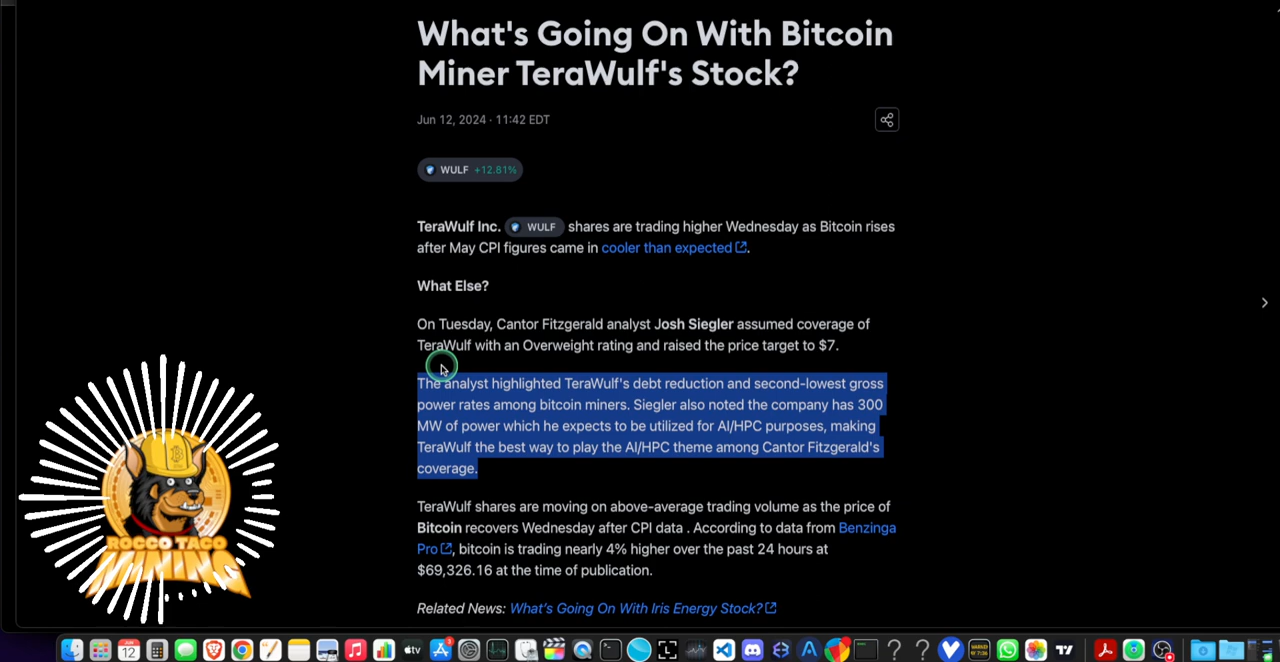 What's Going On With Bitcoin
Miner TeraWulf's Stock?
Jun 12, 2024 · 11:42 EDT
WULF +12.81%
TeraWulf Inc. WULF shares are trading higher Wednesday as Bitcoin rises
after May CPI figures came in cooler than expected.
What Else?
On Tuesday, Cantor Fitzgerald analyst Josh Siegler assumed coverage of
TeraWulf with an Overweight rating and raised the price target to $7.
The analyst highlighted TeraWulf's debt reduction and second-lowest gross
power rates among bitcoin miners. Siegler also noted the company has 300
MW of power which he expects to be utilized for AI/HPC purposes, making
TeraWulf the best way to play the AI/HPC theme among Cantor Fitzgerald's
coverage.
TeraWulf shares are moving on above-average trading volume as the price of
Bitcoin recovers Wednesday after CPI data . According to data from Benzinga
Pro, bitcoin is trading nearly 4% higher over the past 24 hours at
$69,326.16 at the time of publication.
Related News: What's Going On With Iris Energy Stock?
ROCCO TACO
MINING
JUN
12
tv